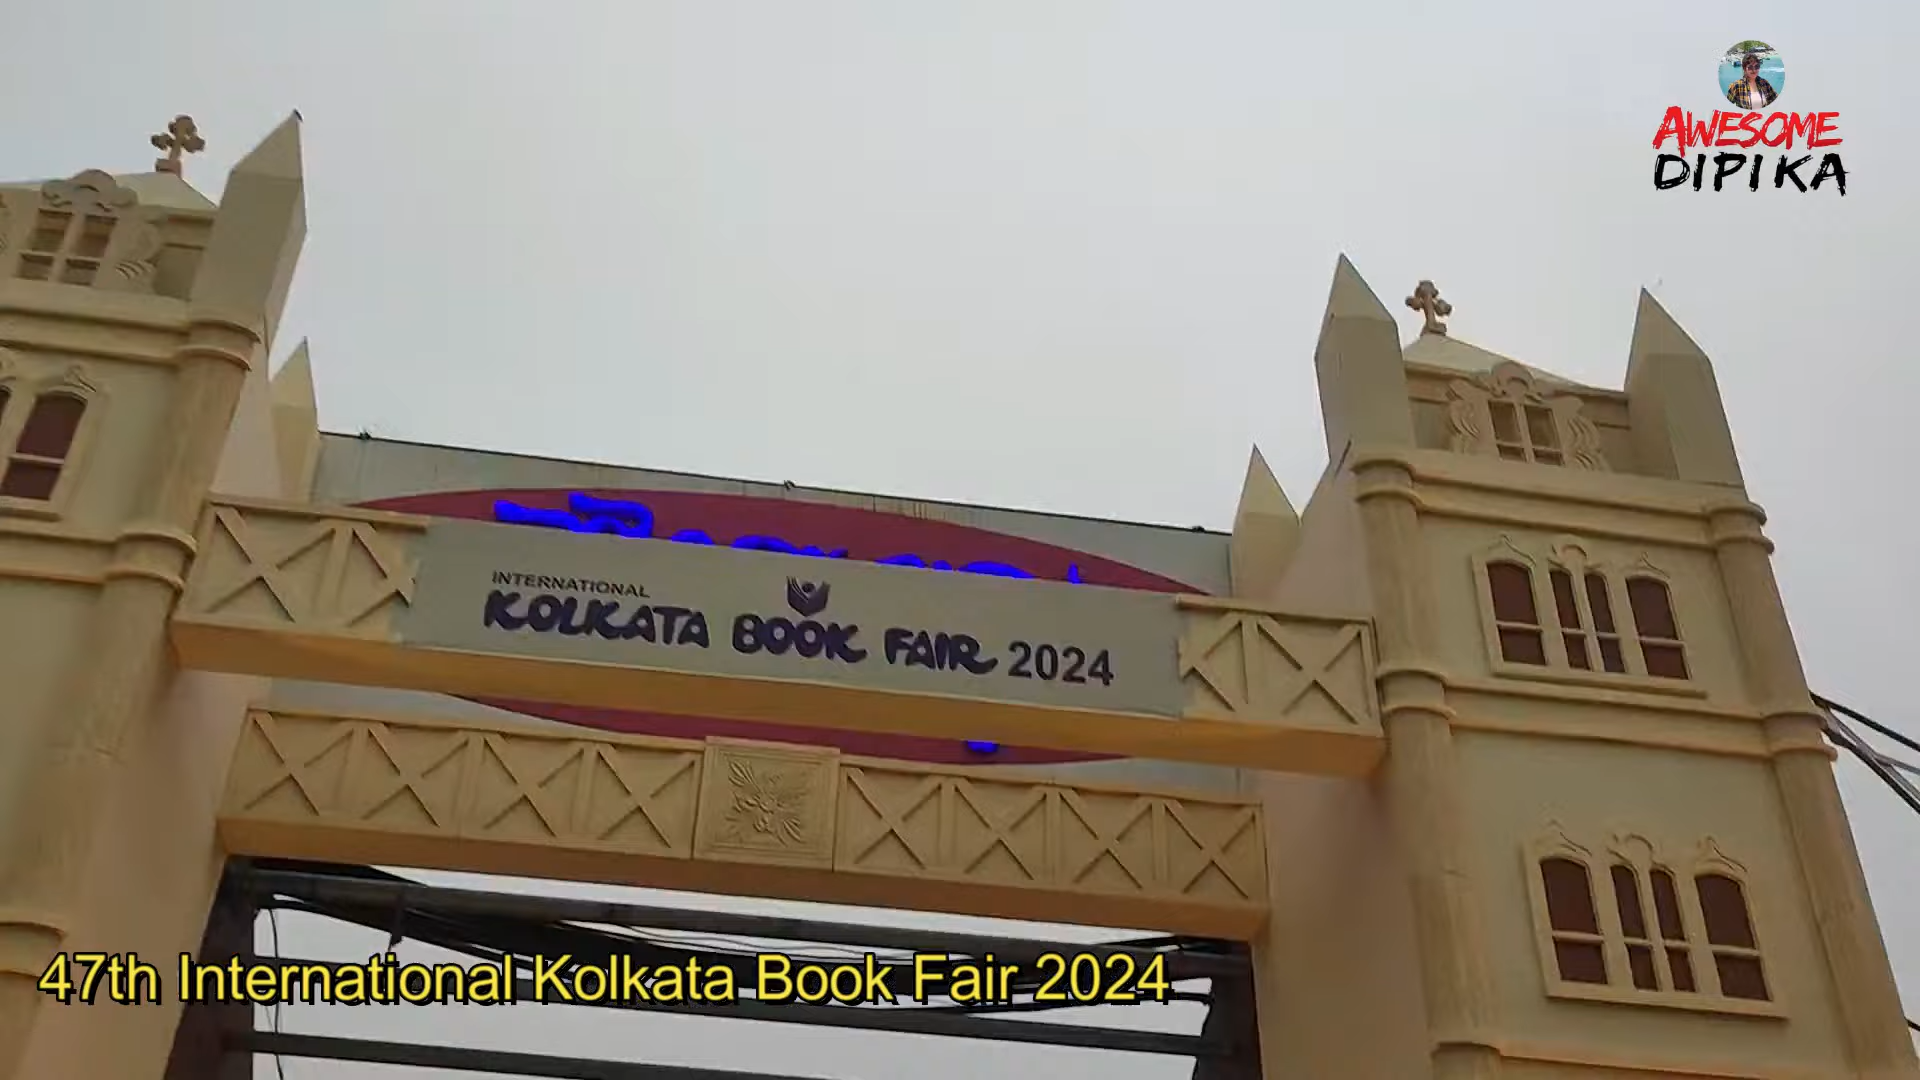 AWESOME
DIPIKA
INTERNATIONAL
KOLKATA BOOK FAIR 2024
47th International Kolkata Book Fair 2024